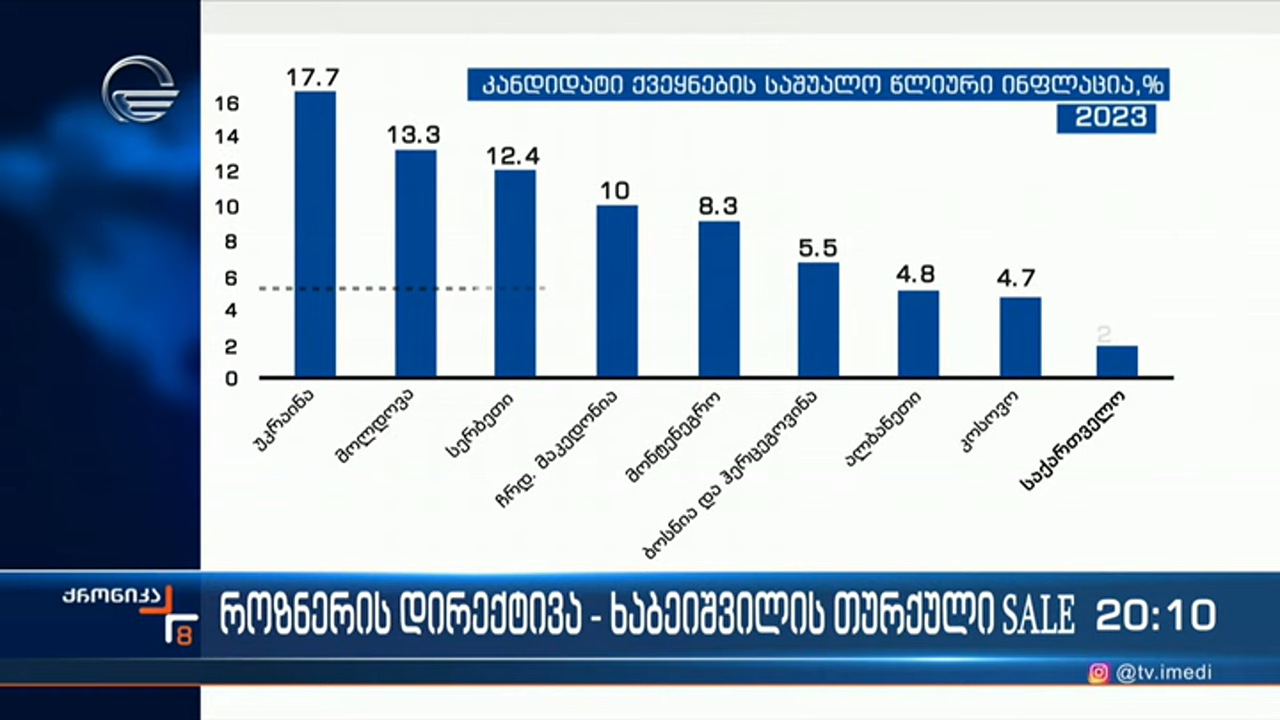 კანდიდატი ქვეყნების საშუალო წლიური ინფლაცია,%
2023
17.7
13.3
12.4
10
8.3
5.5
4.8
4.7
2
16
14
12
10
8
6
4
2
0
უკრაინა
მოლდოვა
სერბეთი
ჩრდ. მაკედონია
მონტენეგრო
ბოსნია და ჰერცეგოვინა
ალბანეთი
კოსოვო
საქართველო
ქრონიკა
8
როზნერის დირექტივა - ხაბეიშვილის თურქული SALE
20:10
@tv.imedi